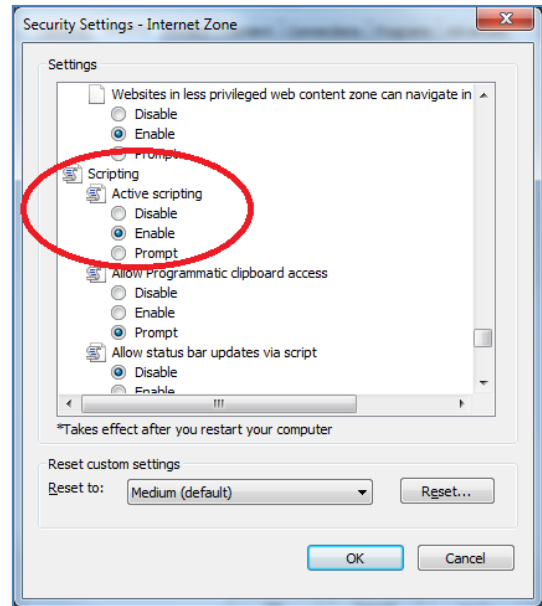 Security Settings - Internet Zone
Settings
Websites in less privileged web content zone can navigate in
Disable
Enable
Prompt
Scripting
Active scripting
Disable
Enable
Prompt
Allow Programmatic clipboard access
Disable
Enable
Prompt
Allow status bar updates via script
Disable
Enable
*Takes effect after you restart your computer
Reset custom settings
Reset to:
Medium (default)
Reset...
OK
Cancel